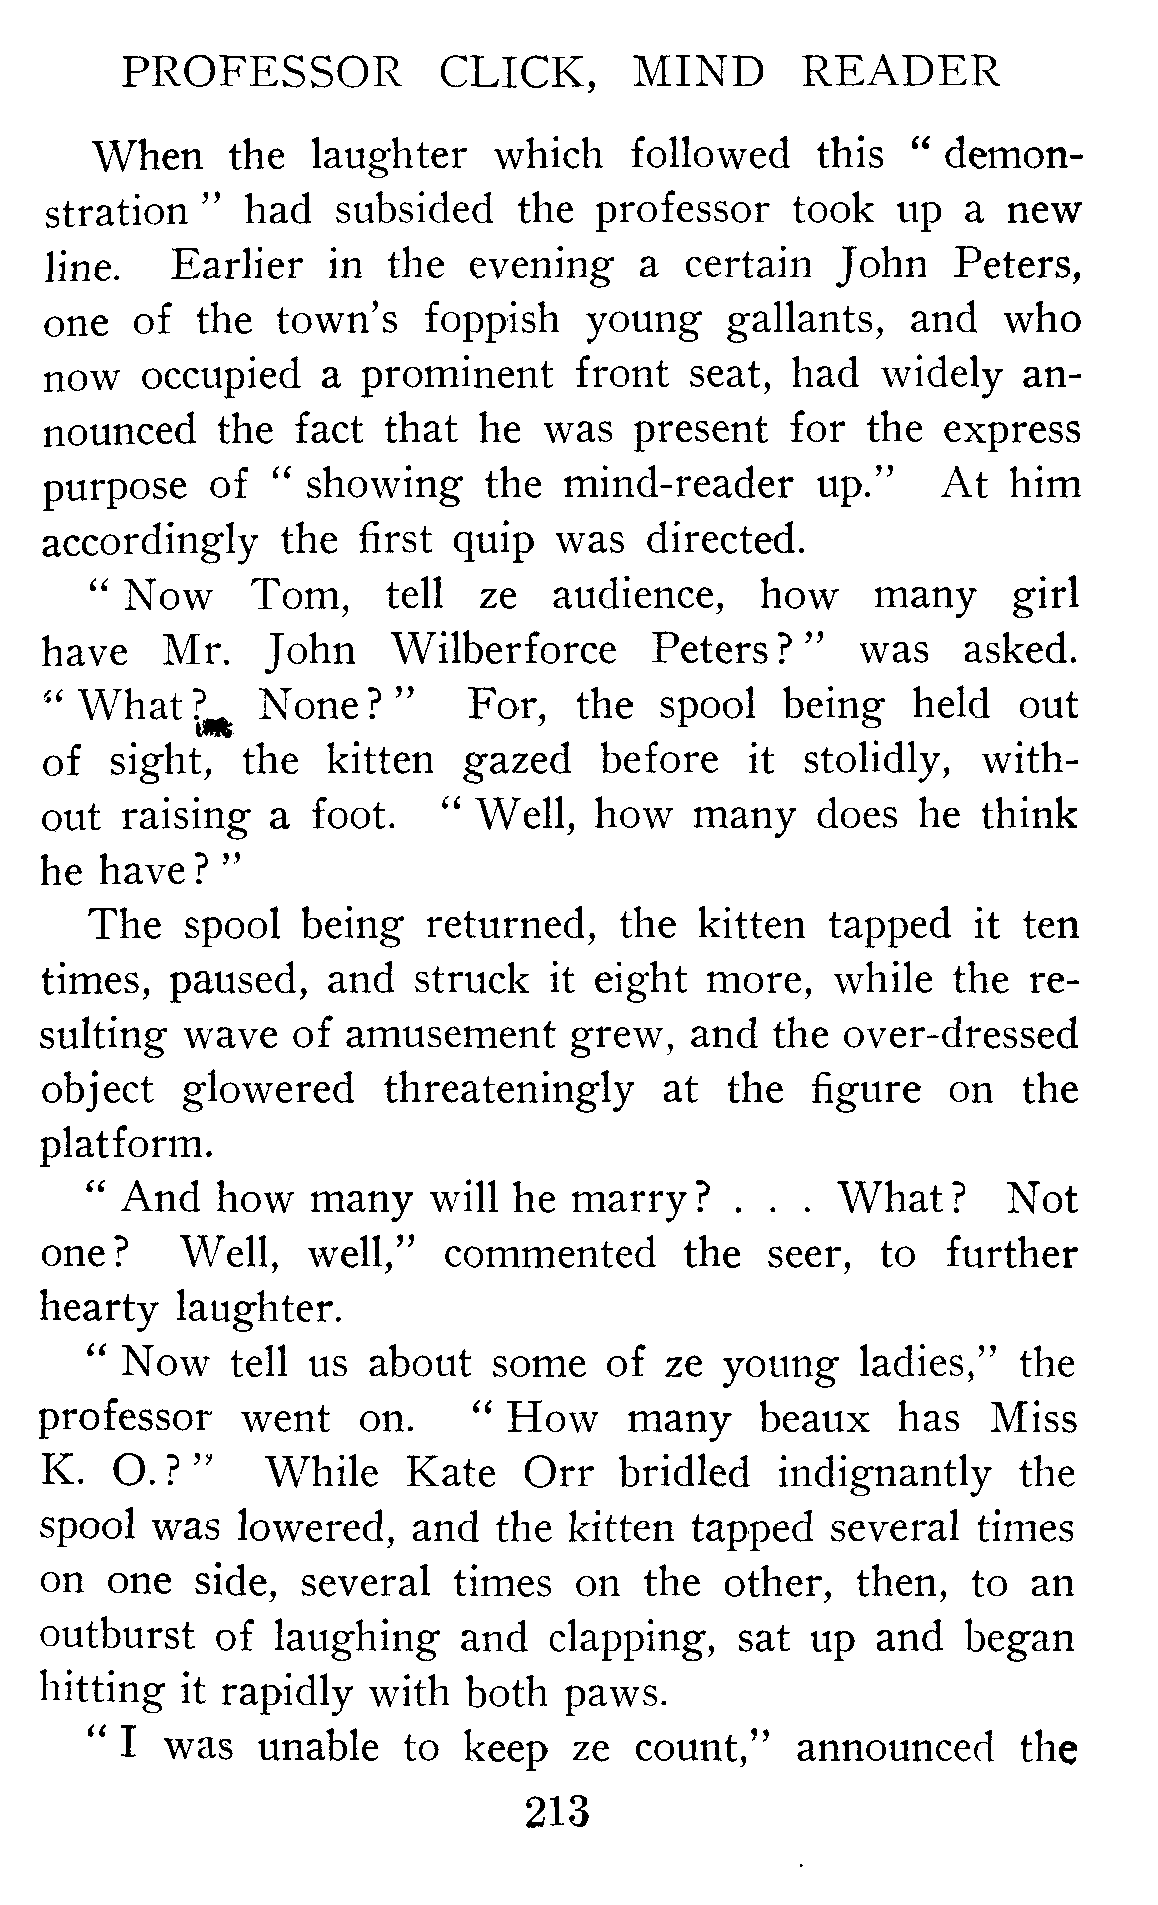 PROFESSOR CLICK, MIND READER
When the laughter which followed this “ demon-
stration ” had subsided the professor took up a new
line. Earlier in the evening a certain John Peters,
one of the town’s foppish young gallants, and who
now occupied a prominent front seat, had widely an-
nounced the fact that he was present for the express
purpose of “ showing the mind-reader up.” At him
accordingly the first quip was directed.
“ Now Tom, tell ze audience, how many girl
have Mr. John Wilberforce Peters? ” was asked.
“ What? None? ” For, the spool being held out
of sight, the kitten gazed before it stolidly, with-
out raising a foot. “ Well, how many does he think
he have? ”
The spool being returned, the kitten tapped it ten
times, paused, and struck it eight more, while the re-
sulting wave of amusement grew, and the over-dressed
object glowered threateningly at the figure on the
platform.
“ And how many will he marry? . . . What? Not
one? Well, well,” commented the seer, to further
hearty laughter.
“ Now tell us about some of ze young ladies,” the
professor went on. “ How many beaux has Miss
K. O.? ” While Kate Orr bridled indignantly the
spool was lowered, and the kitten tapped several times
on one side, several times on the other, then, to an
outburst of laughing and clapping, sat up and began
hitting it rapidly with both paws.
“ I was unable to keep ze count,” announced the
213